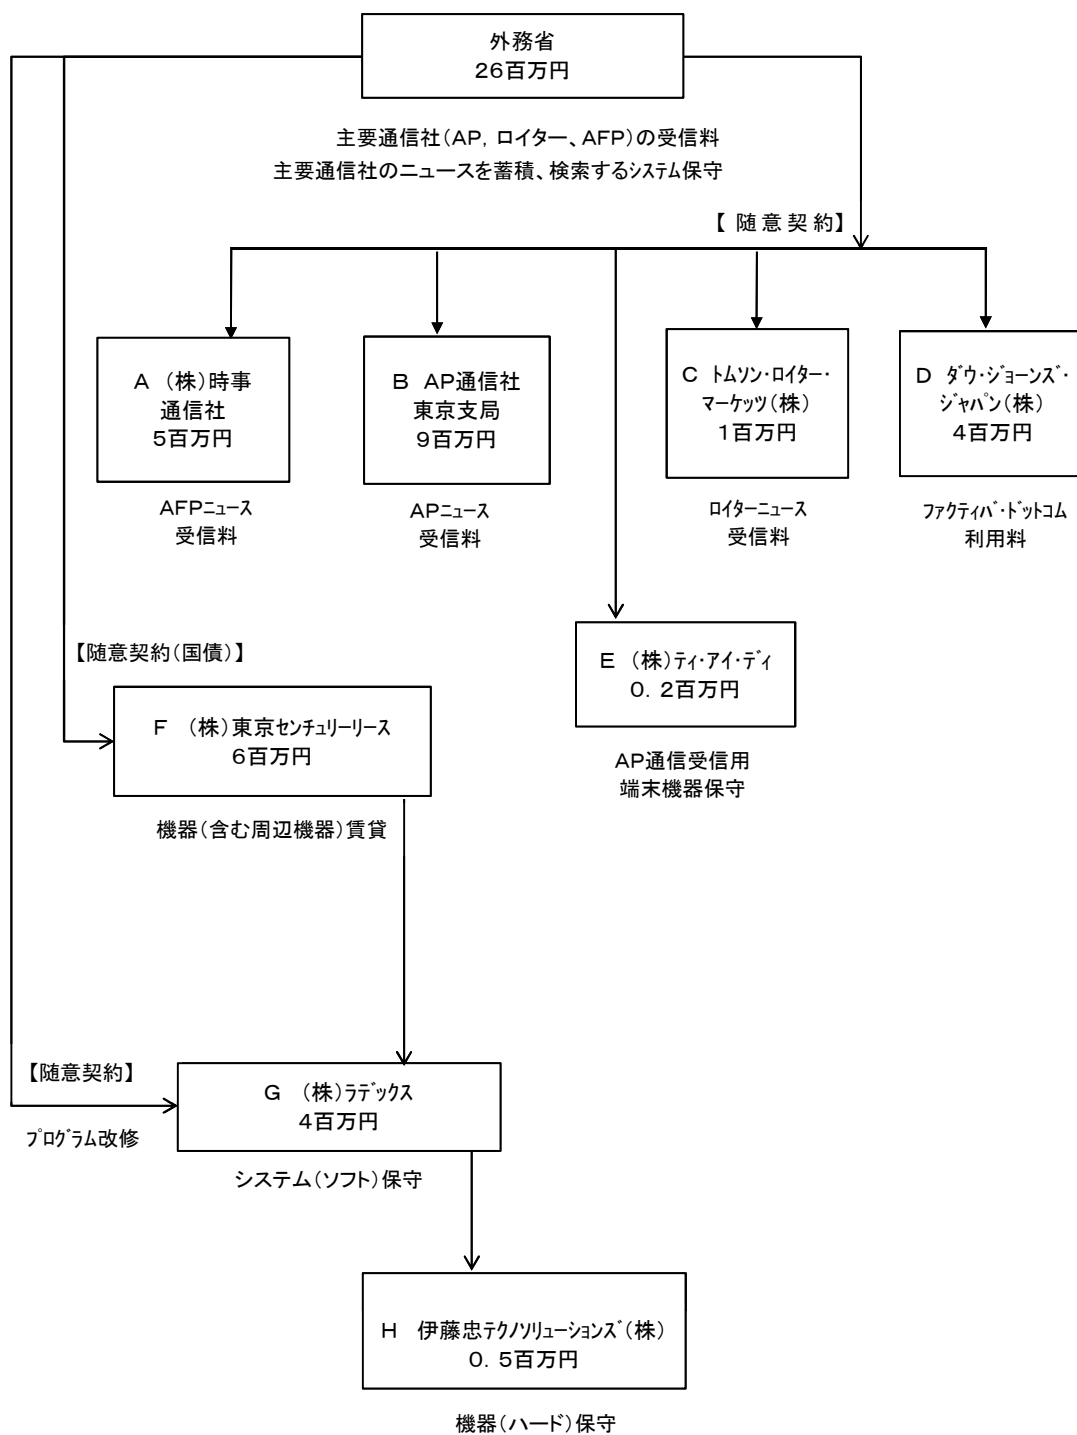 外務省
２６百万円
主要通信社（ＡＰ，ロイター、ＡＦＰ）の受信料
主要通信社のニュースを蓄積、検索するｼｽﾃﾑ保守
【 随 意 契 約】
Ａ　（株）時事
通信社
５百万円
ＡＦＰﾆｭｰｽ
受信料
Ｂ　ＡＰ通信社
東京支局
９百万円
ＡＰﾆｭｰｽ
受信料
Ｃ　ﾄﾑｿﾝ・ﾛｲﾀｰ・
ﾏｰｹｯﾂ（株）
１百万円
ﾛｲﾀｰﾆｭｰｽ
受信料
Ｄ　ﾀﾞｳ・ｼﾞｮｰﾝｽﾞ・
ｼﾞｬﾊﾟﾝ（株）
４百万円
ﾌｧｸﾃｨﾊﾞ・ﾄﾞｯﾄｺﾑ
利用料
Ｅ　（株）ﾃｨ・ｱｲ・ﾃﾞｨ
０．２百万円
ＡＰ通信受信用
端末機器保守
【随意契約（国債）】
Ｆ　（株）東京ｾﾝﾁｭﾘｰﾘｰｽ
６百万円
機器（含む周辺機器）賃貸
【随意契約】
ﾌﾟﾛｸﾞﾗﾑ改修
Ｇ　（株）ﾗﾃﾞｯｸｽ
４百万円
システム（ソフト）保守
Ｈ　伊藤忠ﾃｸﾉｿﾘｭｰｼｮﾝｽﾞ（株）
０．５百万円
機器（ハード）保守